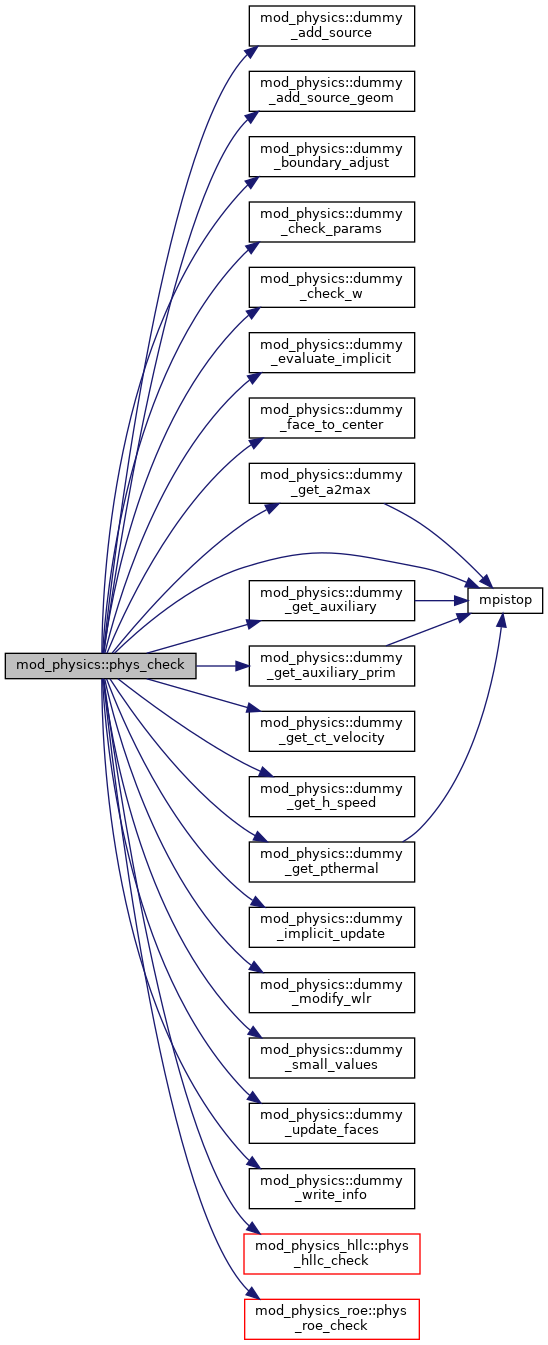 mod_physics::dummy
_add_source
mod_physics::dummy
_add_source_geom
mod_physics::dummy
_boundary_adjust
mod_physics::dummy
_check_params
mod_physics::dummy
_check_w
mod_physics::dummy
_evaluate_implicit
mod_physics::dummy
_face_to_center
mod_physics::dummy
_get_a2max
mod_physics::dummy
_get_auxiliary
mpistop
mod_physics::phys_check
mod_physics::dummy
_get_auxiliary_prim
mod_physics::dummy
_get_ct_velocity
mod_physics::dummy
_get_h_speed
mod_physics::dummy
_get_pthermal
mod_physics::dummy
_implicit_update
mod_physics::dummy
_modify_wlr
mod_physics::dummy
_small_values
mod_physics::dummy
_update_faces
mod_physics::dummy
_write_info
mod_physics_hllc::phys
_hllc_check
mod_physics_roe::phys
_roe_check